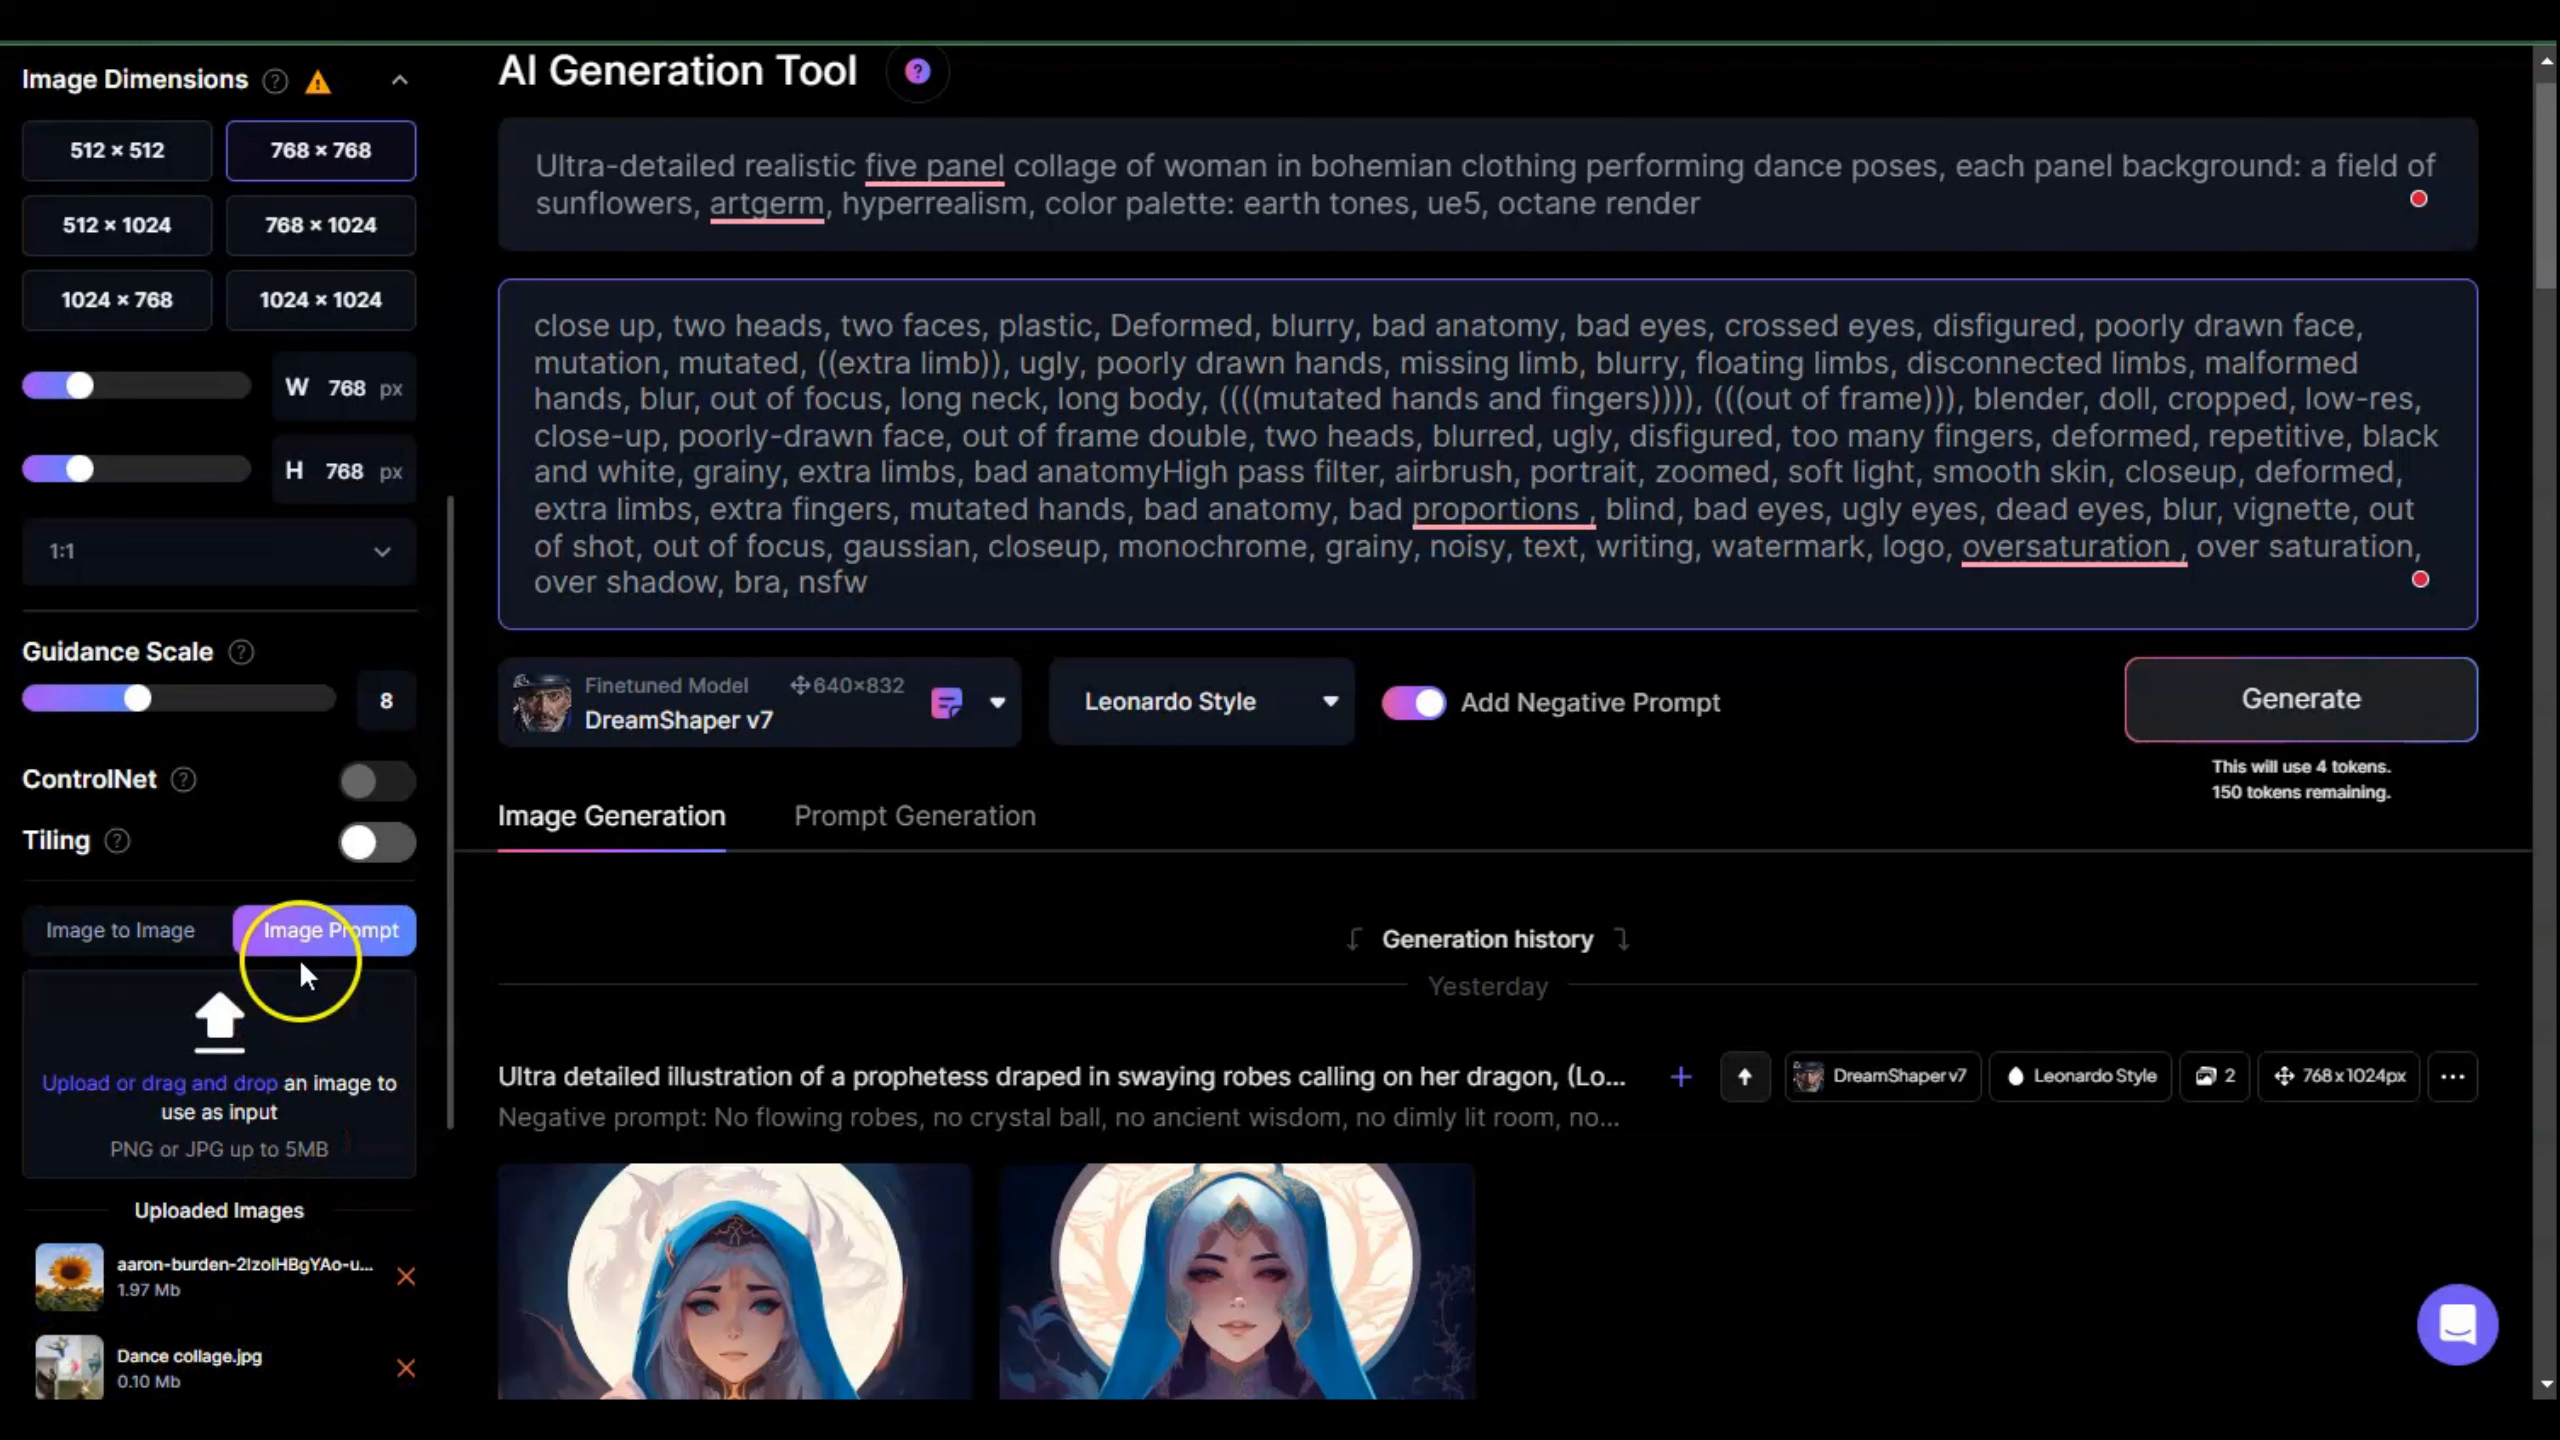 Image Dimensions
512 × 512
768 × 768
512 × 1024
768 × 1024
1024 × 768
1024 × 1024
W 768 px
H 768 px
1:1
Guidance Scale
8
ControlNet
Tiling
Image to Image
Image Prompt
Upload or drag and drop an image to
use as input
PNG or JPG up to 5MB
Uploaded Images
aaron-burden-2IzoIHBgYAo-u...
1.97 Mb
Dance collage.jpg
0.10 Mb
AI Generation Tool
Ultra-detailed realistic five panel collage of woman in bohemian clothing performing dance poses, each panel background: a field of
sunflowers, artgerm, hyperrealism, color palette: earth tones, ue5, octane render
close up, two heads, two faces, plastic, Deformed, blurry, bad anatomy, bad eyes, crossed eyes, disfigured, poorly drawn face,
mutation, mutated, ((extra limb)), ugly, poorly drawn hands, missing limb, blurry, floating limbs, disconnected limbs, malformed
hands, blur, out of focus, long neck, long body, ((((mutated hands and fingers)))), (((out of frame))), blender, doll, cropped, low-res,
close-up, poorly-drawn face, out of frame double, two heads, blurred, ugly, disfigured, too many fingers, deformed, repetitive, black
and white, grainy, extra limbs, bad anatomyHigh pass filter, airbrush, portrait, zoomed, soft light, smooth skin, closeup, deformed,
extra limbs, extra fingers, mutated hands, bad anatomy, bad proportions , blind, bad eyes, ugly eyes, dead eyes, blur, vignette, out
of shot, out of focus, gaussian, closeup, monochrome, grainy, noisy, text, writing, watermark, logo, oversaturation , over saturation,
over shadow, bra, nsfw
Finetuned Model
640×832
DreamShaper v7
Leonardo Style
Add Negative Prompt
Generate
This will use 4 tokens.
150 tokens remaining.
Image Generation
Prompt Generation
Generation history
Yesterday
Ultra detailed illustration of a prophetess draped in swaying robes calling on her dragon, (Lo...
DreamShaper v7
Leonardo Style
2
768x1024px
Negative prompt: No flowing robes, no crystal ball, no ancient wisdom, no dimly lit room, no...